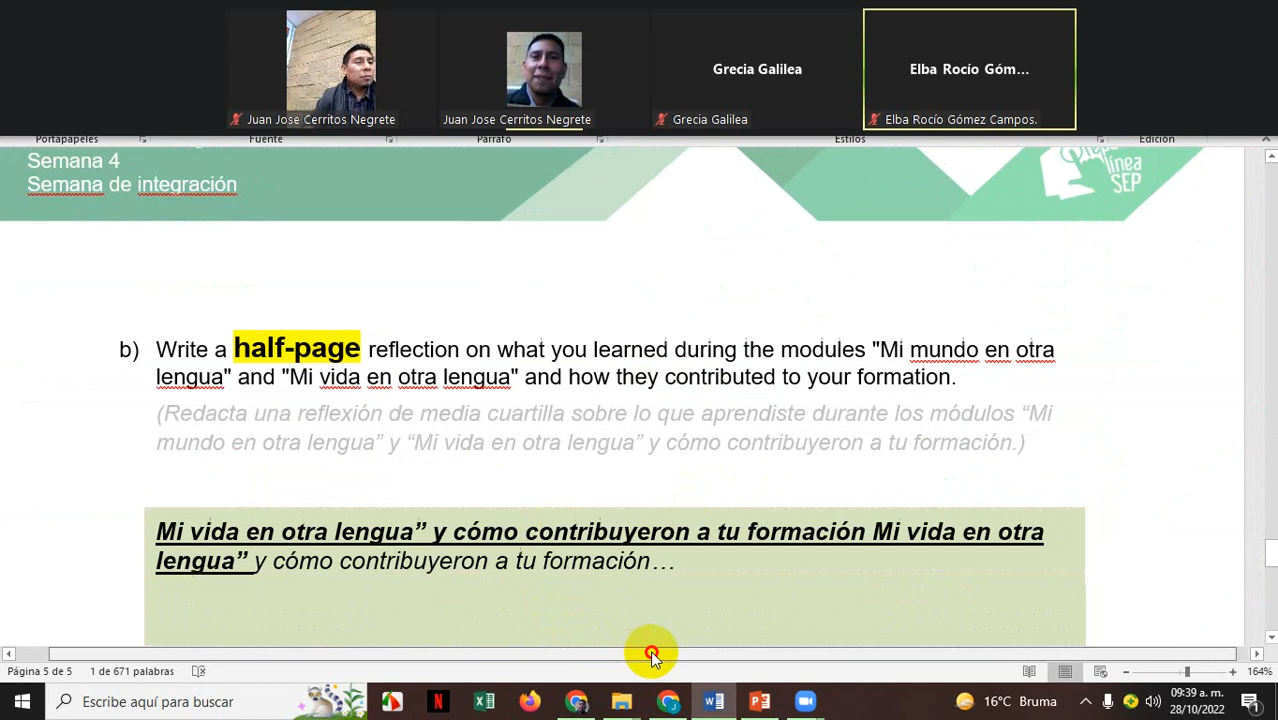 Grecia Galilea
Elba Rocío Góm...
Juan Jose Cerritos Negrete
Juan Jose Cerritos Negrete
Grecia Galilea
Elba Rocío Gómez Campos.
Portapapeles
Fuente
Párrafo
Estilos
Edición
Semana 4
Semana de integración
línea
SEP
b) Write a half-page reflection on what you learned during the modules "Mi mundo en otra
lengua" and "Mi vida en otra lengua" and how they contributed to your formation.
(Redacta una reflexión de media cuartilla sobre lo que aprendiste durante los módulos “Mi
mundo en otra lengua” y “Mi vida en otra lengua” y cómo contribuyeron a tu formación.)
Mi vida en otra lengua” y cómo contribuyeron a tu formación Mi vida en otra
lengua” y cómo contribuyeron a tu formación…
Página 5 de 5 1 de 671 palabras
164%
Escribe aquí para buscar
16°C Bruma
09:39 a. m.
28/10/2022